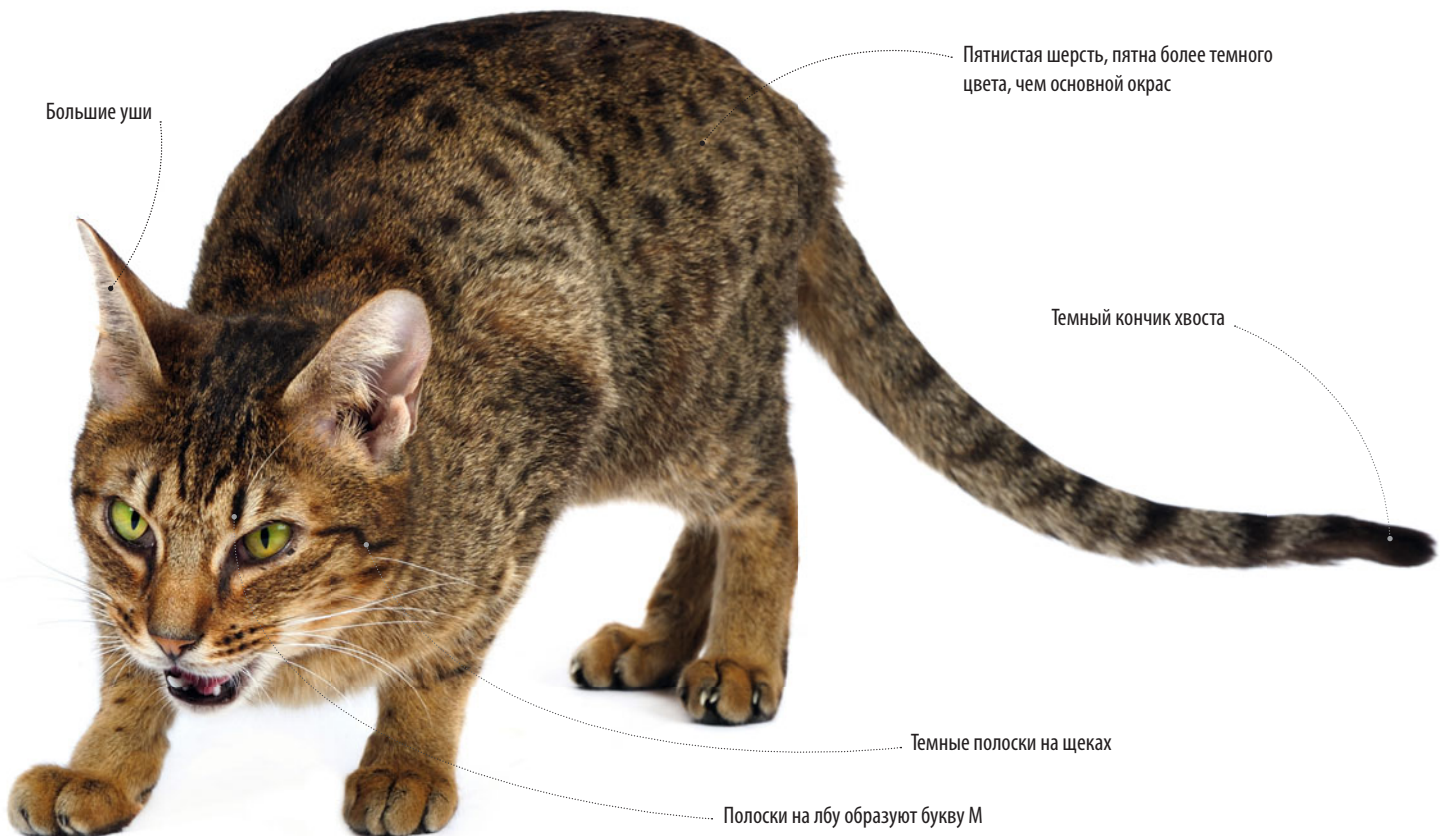 Пятнистая шерсть, пятна более темного
цвета, чем основной окрас
Большие уши
Темный кончик хвоста
Темные полоски на щеках
Полоски на лбу образуют букву М